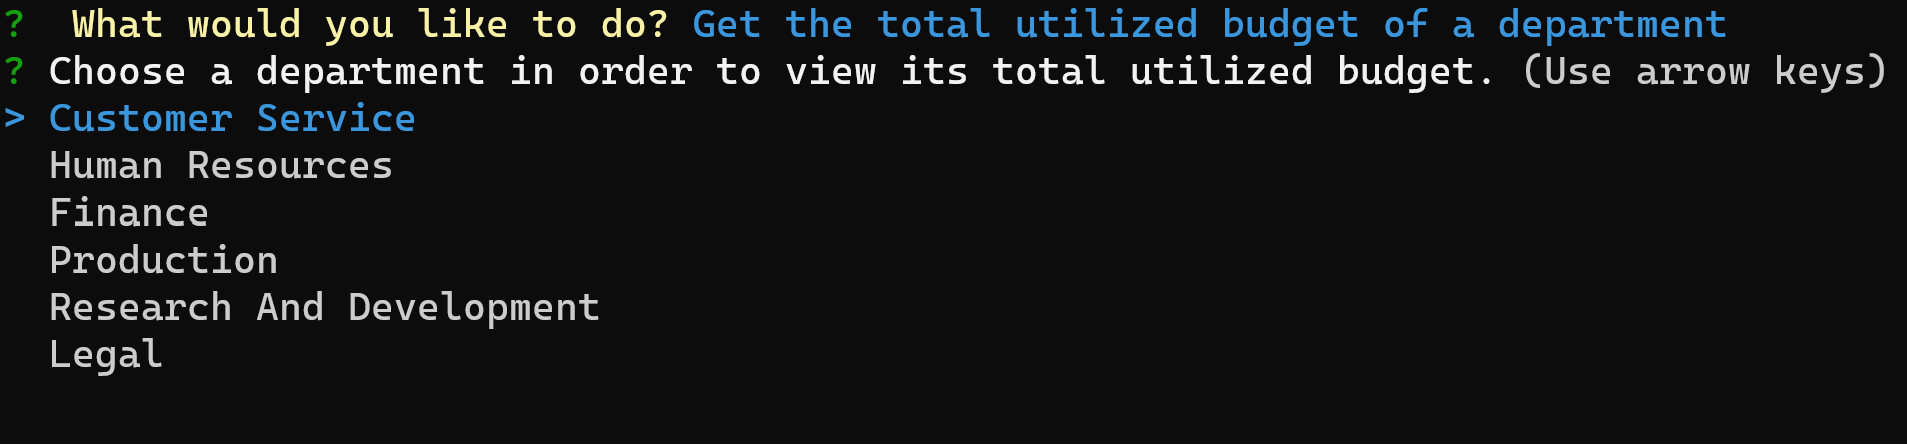 ? What would you like to do? Get the total utilized budget of a department
? Choose a department in order to view its total utilized budget. (Use arrow keys)
> Customer Service
Human Resources
Finance
Production
Research And Development
Legal